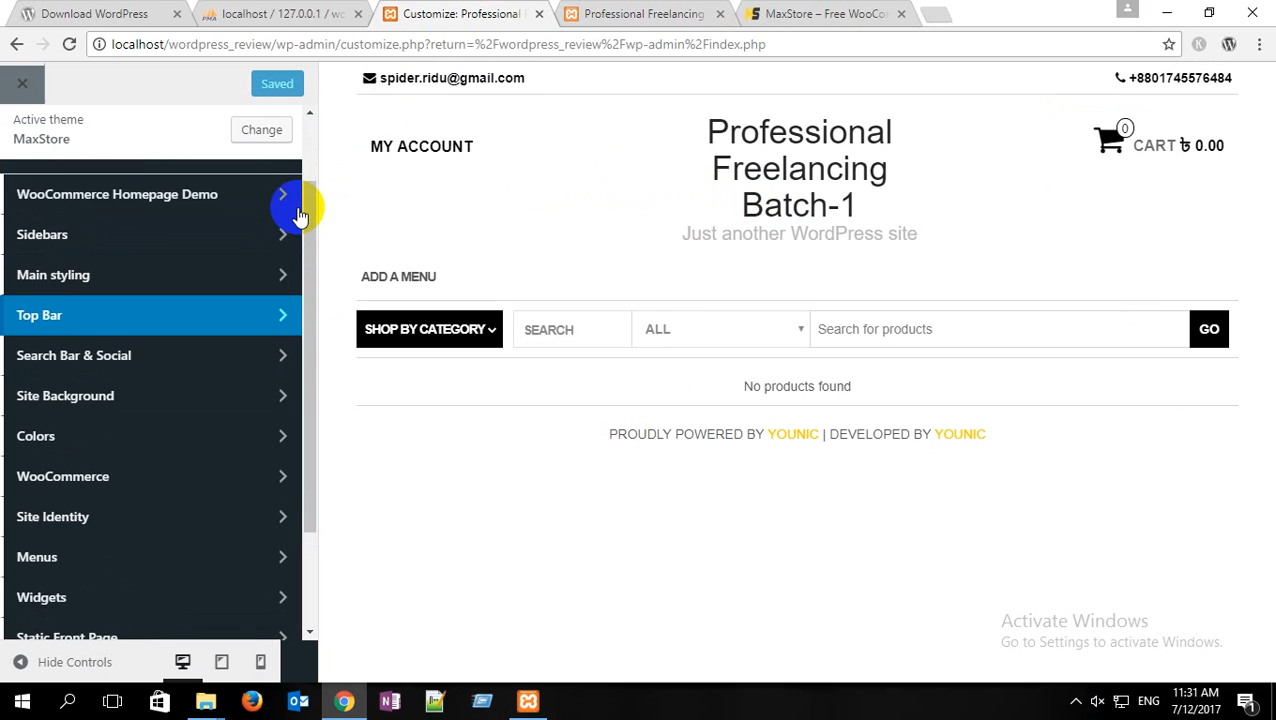 Download WordPress
localhost / 127.0.0.1 / wc
Customize: Professional
Professional Freelancing
MaxStore – Free WooCo
localhost/wordpress_review/wp-admin/customize.php?return=%2Fwordpress_review%2Fwp-admin%2Findex.php
Saved
Active theme
MaxStore
Change
WooCommerce Homepage Demo
Sidebars
Main styling
Top Bar
Search Bar & Social
Site Background
Colors
WooCommerce
Site Identity
Menus
Widgets
Static Front Page
Hide Controls
spider.ridu@gmail.com
+8801745576484
MY ACCOUNT
Professional
Freelancing
Batch-1
Just another WordPress site
0
CART ৳ 0.00
ADD A MENU
SHOP BY CATEGORY
SEARCH
ALL
Search for products
GO
No products found
PROUDLY POWERED BY YOUNIC | DEVELOPED BY YOUNIC
Activate Windows
Go to Settings to activate Windows.
ENG
11:31 AM
7/12/2017
1